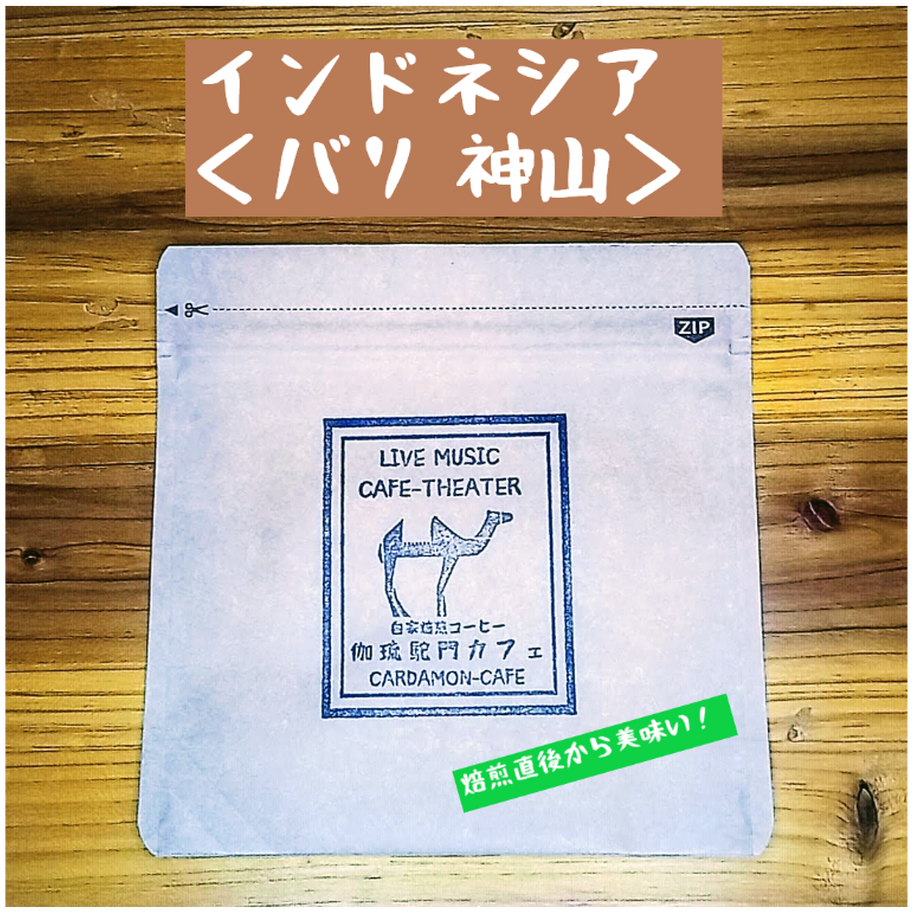 インドネシア
＜バリ 神山＞
ZIP
LIVE MUSIC
CAFE-THEATER
自家焙煎コーヒー
伽琉駝門カフェ
CARDAMON-CAFE
焙煎直後から美味い！